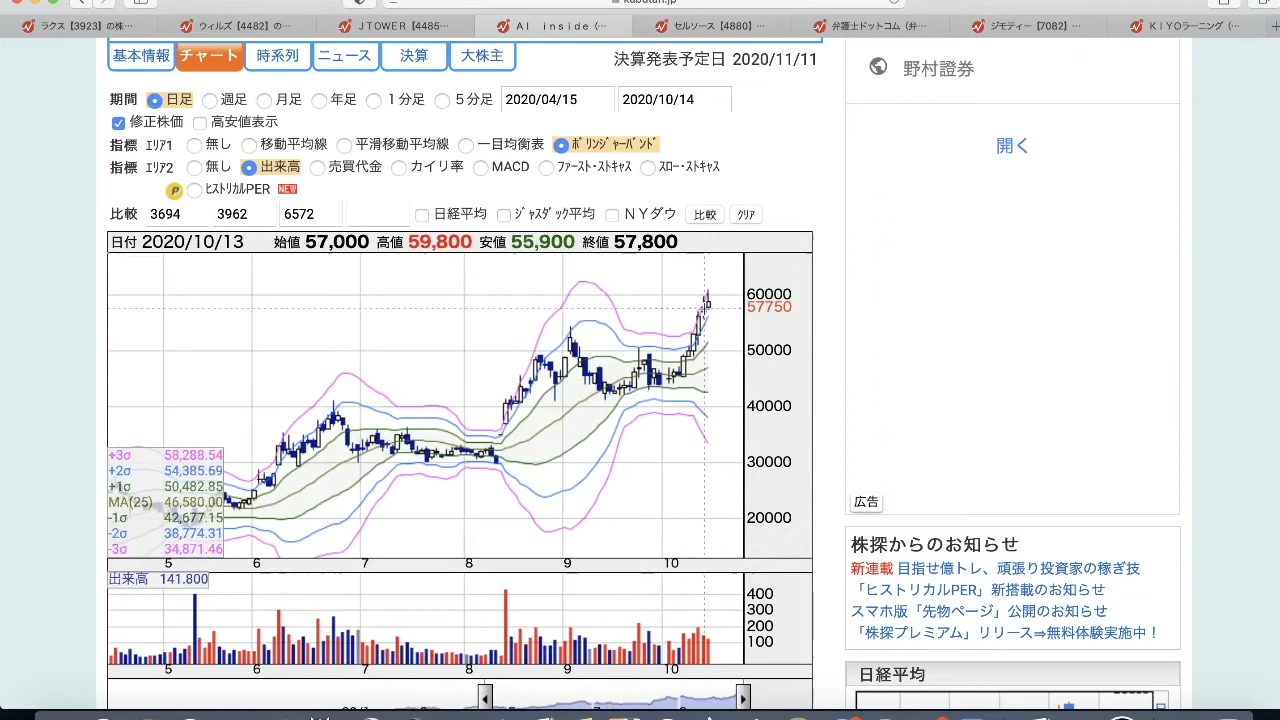 kabutan.jp
ラクス【3923】の株… ウィルズ【4482】の… JTOWER【4485… AI inside（… セルソース【4880】… 弁護士ドットコム（弁… ジモティー【7082】… KIYOラーニング（…
基本情報 チャート 時系列 ニュース 決算 大株主 決算発表予定日 2020/11/11
野村證券
期間 日足 週足 月足 年足 1分足 5分足 2020/04/15 2020/10/14
修正株価 高安値表示
指標 エリア1 無し 移動平均線 平滑移動平均線 一目均衡表 ボリンジャーバンド
開く
指標 エリア2 無し 出来高 売買代金 カイリ率 MACD ファースト・ストキャス スロー・ストキャス
P ヒストリカルPER NEW
比較 3694 3962 6572 日経平均 ジャスダック平均 NYダウ 比較 クリア
日付 2020/10/13 始値 57,000 高値 59,800 安値 55,900 終値 57,800
60000
57750
50000
40000
30000
20000
+3σ 58,288.54
+2σ 54,385.69
+1σ 50,482.85
MA(25) 46,580.00
-1σ 42,677.15
-2σ 38,774.31
-3σ 34,871.46
5 6 7 8 9 10
出来高 141.800
400
300
200
100
5 6 7 8 9 10
広告
株探からのお知らせ
新連載 目指せ億トレ、頑張り投資家の稼ぎ技
「ヒストリカルPER」新搭載のお知らせ
スマホ版「先物ページ」公開のお知らせ
「株探プレミアム」リリース⇒無料体験実施中！
日経平均